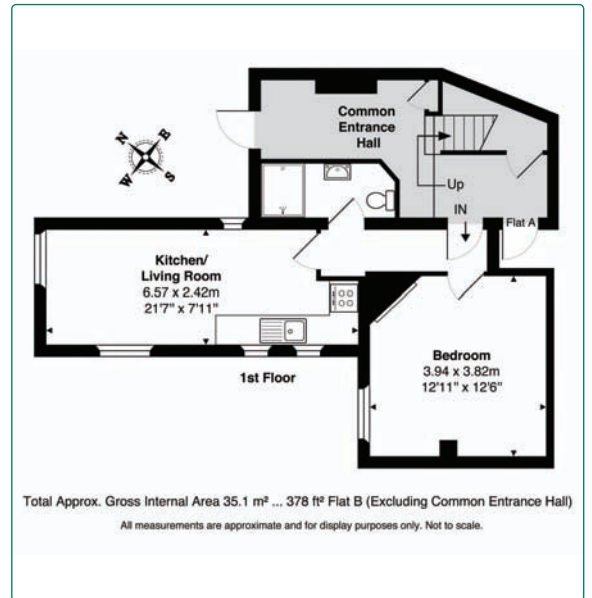 Common
Entrance
Hall
N
B
W
S
Up
IN
Flat A
Kitchen/
Living Room
6.57 x 2.42m
21'7" x 7'11"
Bedroom
3.94 x 3.82m
12'11" x 12'6"
1st Floor
Total Approx. Gross Internal Area 35.1 m² ... 378 ft² Flat B (Excluding Common Entrance Hall)
All measurements are approximate and for display purposes only. Not to scale.